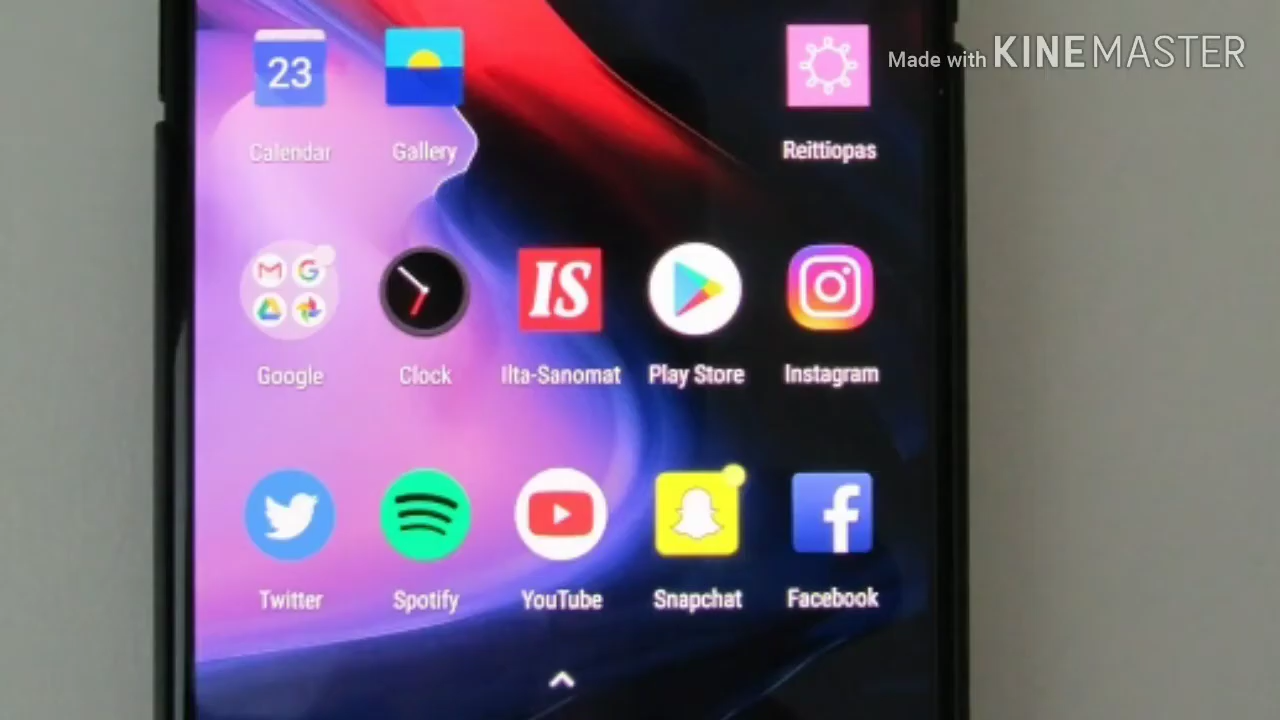 Made with KINEMASTER
23
Calendar Gallery Reittiopas
IS
Google Clock Ilta-Sanomat Play Store Instagram
Twitter Spotify YouTube Snapchat Facebook